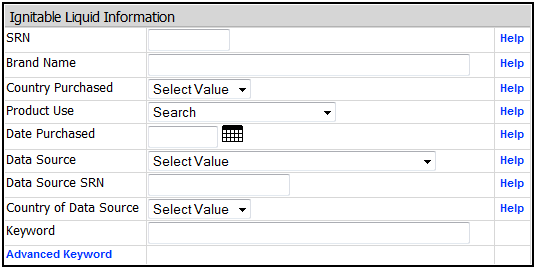 Ignitable Liquid Information
SRN Help
Brand Name Help
Country Purchased Select Value Help
Product Use Search Help
Date Purchased Help
Data Source Select Value Help
Data Source SRN Help
Country of Data Source Select Value Help
Keyword
Advanced Keyword